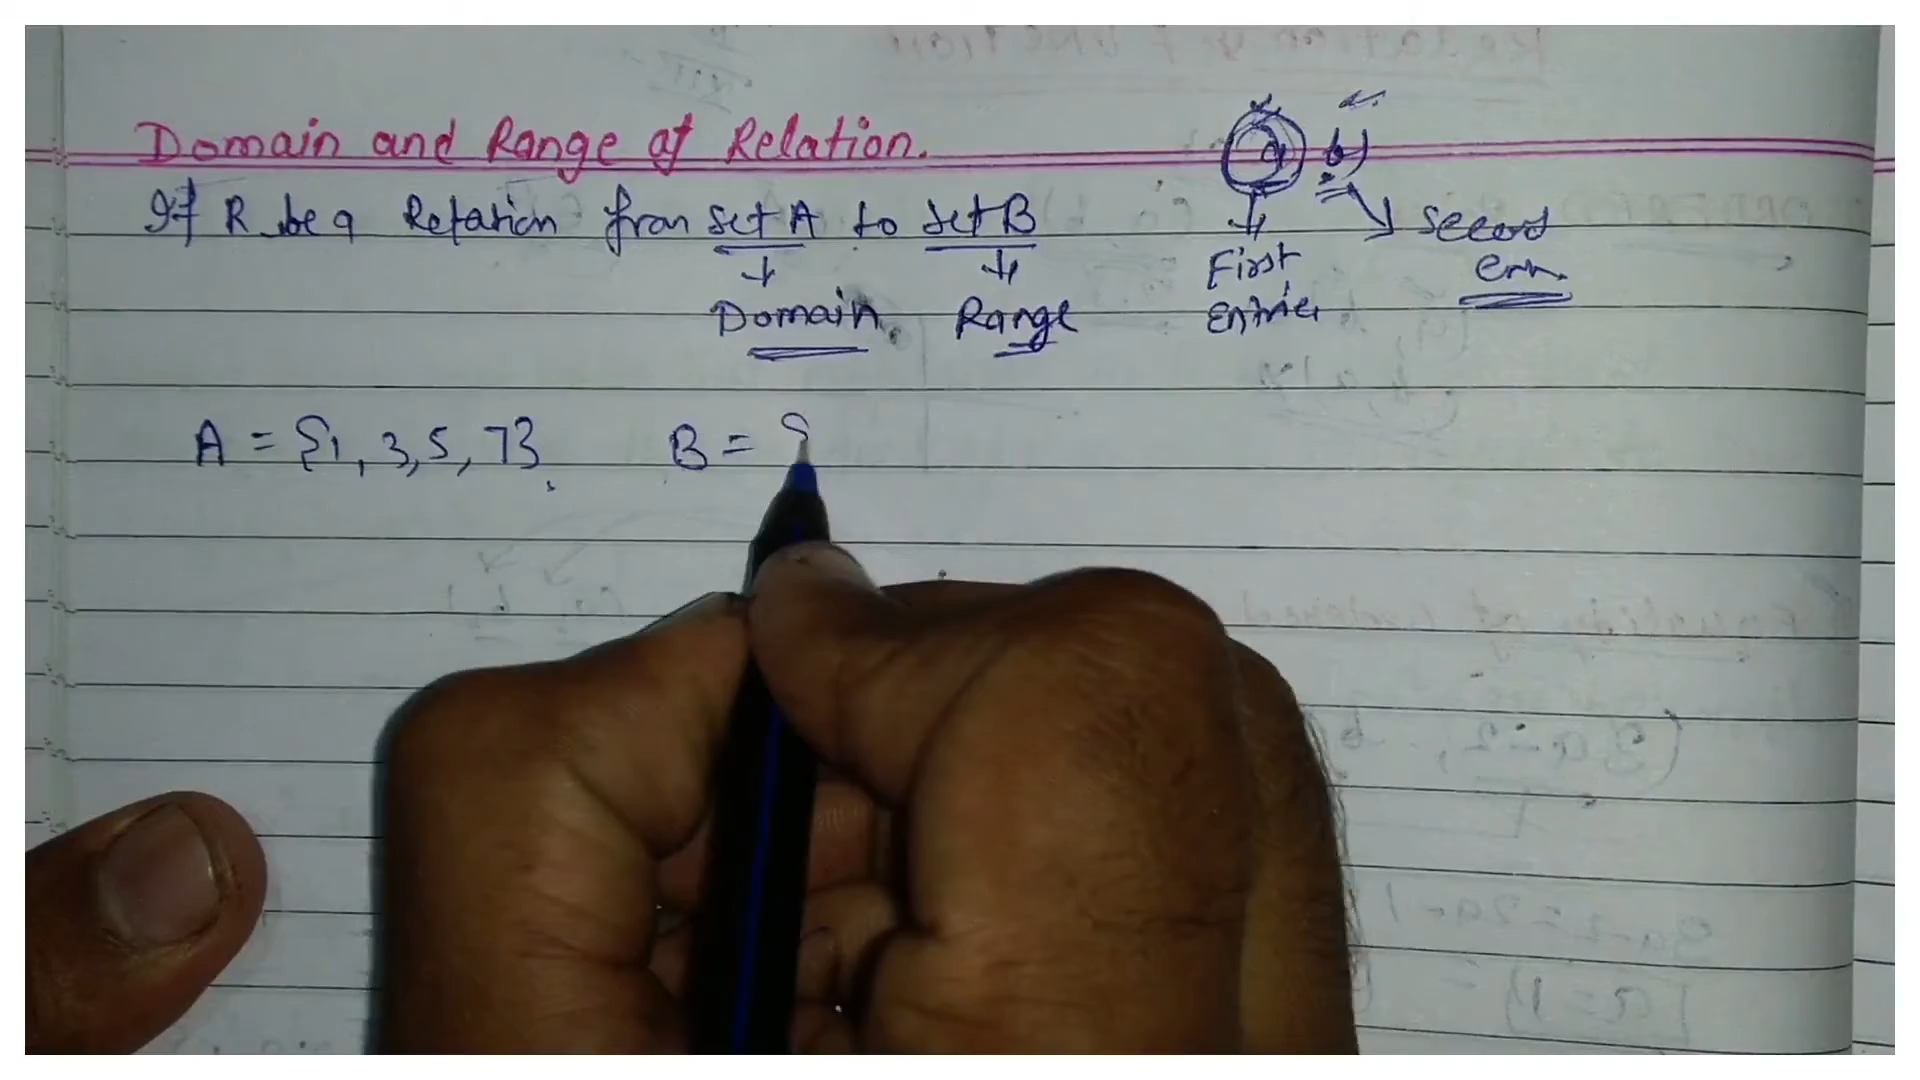 Domain and Range of Relation.
(a, b)
If R be a Relation from set A to set B
Domain Range
First
Entries
Second
A = {1, 3, 5, 7} B = {